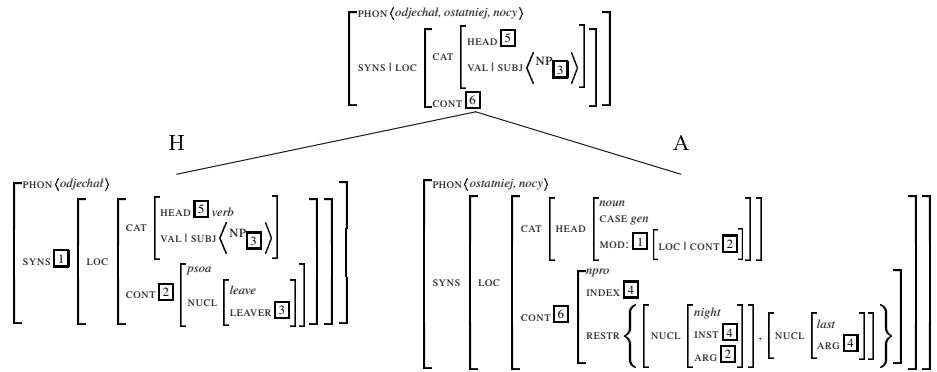 PHON ⟨odjechał, ostatniej, nocy⟩
HEAD 5
CAT
VAL | SUBJ ⟨NP 3⟩
SYNS | LOC
CONT 6
H A
PHON ⟨odjechał⟩
HEAD 5 verb
CAT
VAL | SUBJ ⟨NP 3⟩
SYNS 1 LOC
psoa
CONT 2
NUCL
leave
LEAVER 3
PHON ⟨ostatniej, nocy⟩
noun
CASE gen
CAT HEAD
MOD: 1 [LOC | CONT 2]
SYNS LOC
npro
INDEX 4
CONT 6
night
last
RESTR { [NUCL [INST 4]], [NUCL [ARG 4]] }
ARG 2